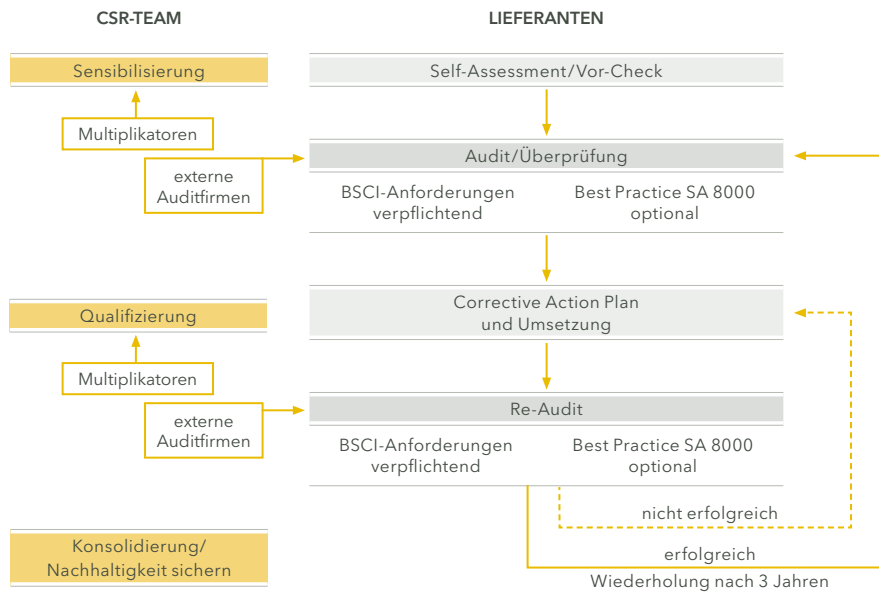 CSR-TEAM
LIEFERANTEN
Sensibilisierung
Self-Assessment/Vor-Check
Multiplikatoren
externe
Auditfirmen
Audit/Überprüfung
BSCI-Anforderungen
verpflichtend
Best Practice SA 8000
optional
Qualifizierung
Corrective Action Plan
und Umsetzung
Multiplikatoren
externe
Auditfirmen
Re-Audit
BSCI-Anforderungen
verpflichtend
Best Practice SA 8000
optional
nicht erfolgreich
Konsolidierung/
Nachhaltigkeit sichern
erfolgreich
Wiederholung nach 3 Jahren